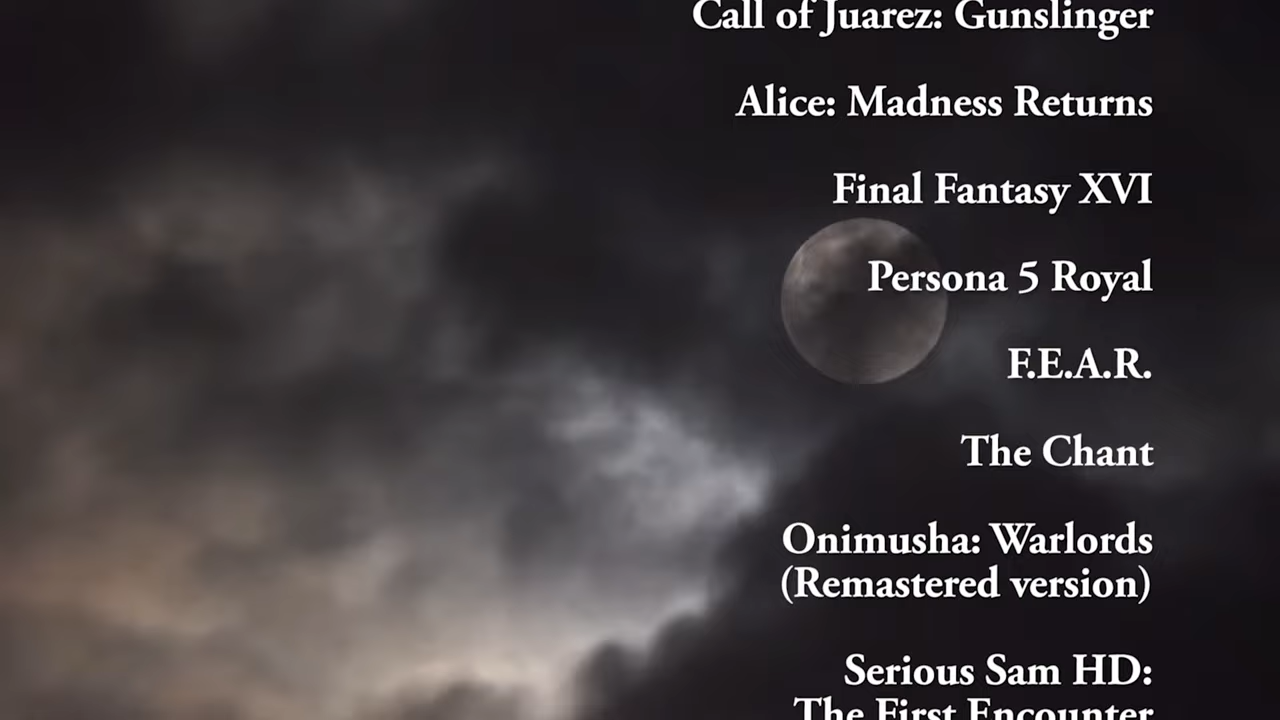 Call of Juarez: Gunslinger
Alice: Madness Returns
Final Fantasy XVI
Persona 5 Royal
F.E.A.R.
The Chant
Onimusha: Warlords
(Remastered version)
Serious Sam HD:
The First Encounter